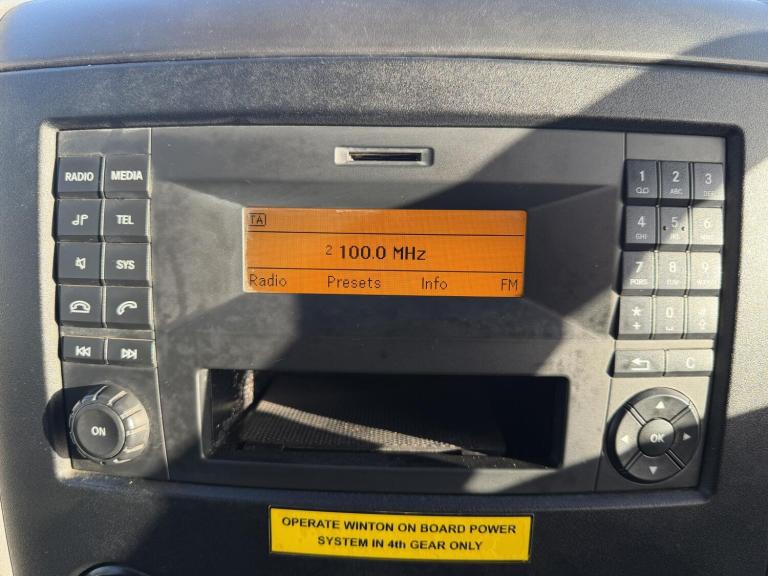 RADIO MEDIA
TEL
SYS
ON
TA
2 100.0 MHz
Radio Presets Info FM
1 2 3
ABC DEF
4 5 6
GHI JKL MNO
7 8 9
PQRS TUV
* 0
+
C
OK
OPERATE WINTON ON BOARD POWER
SYSTEM IN 4th GEAR ONLY